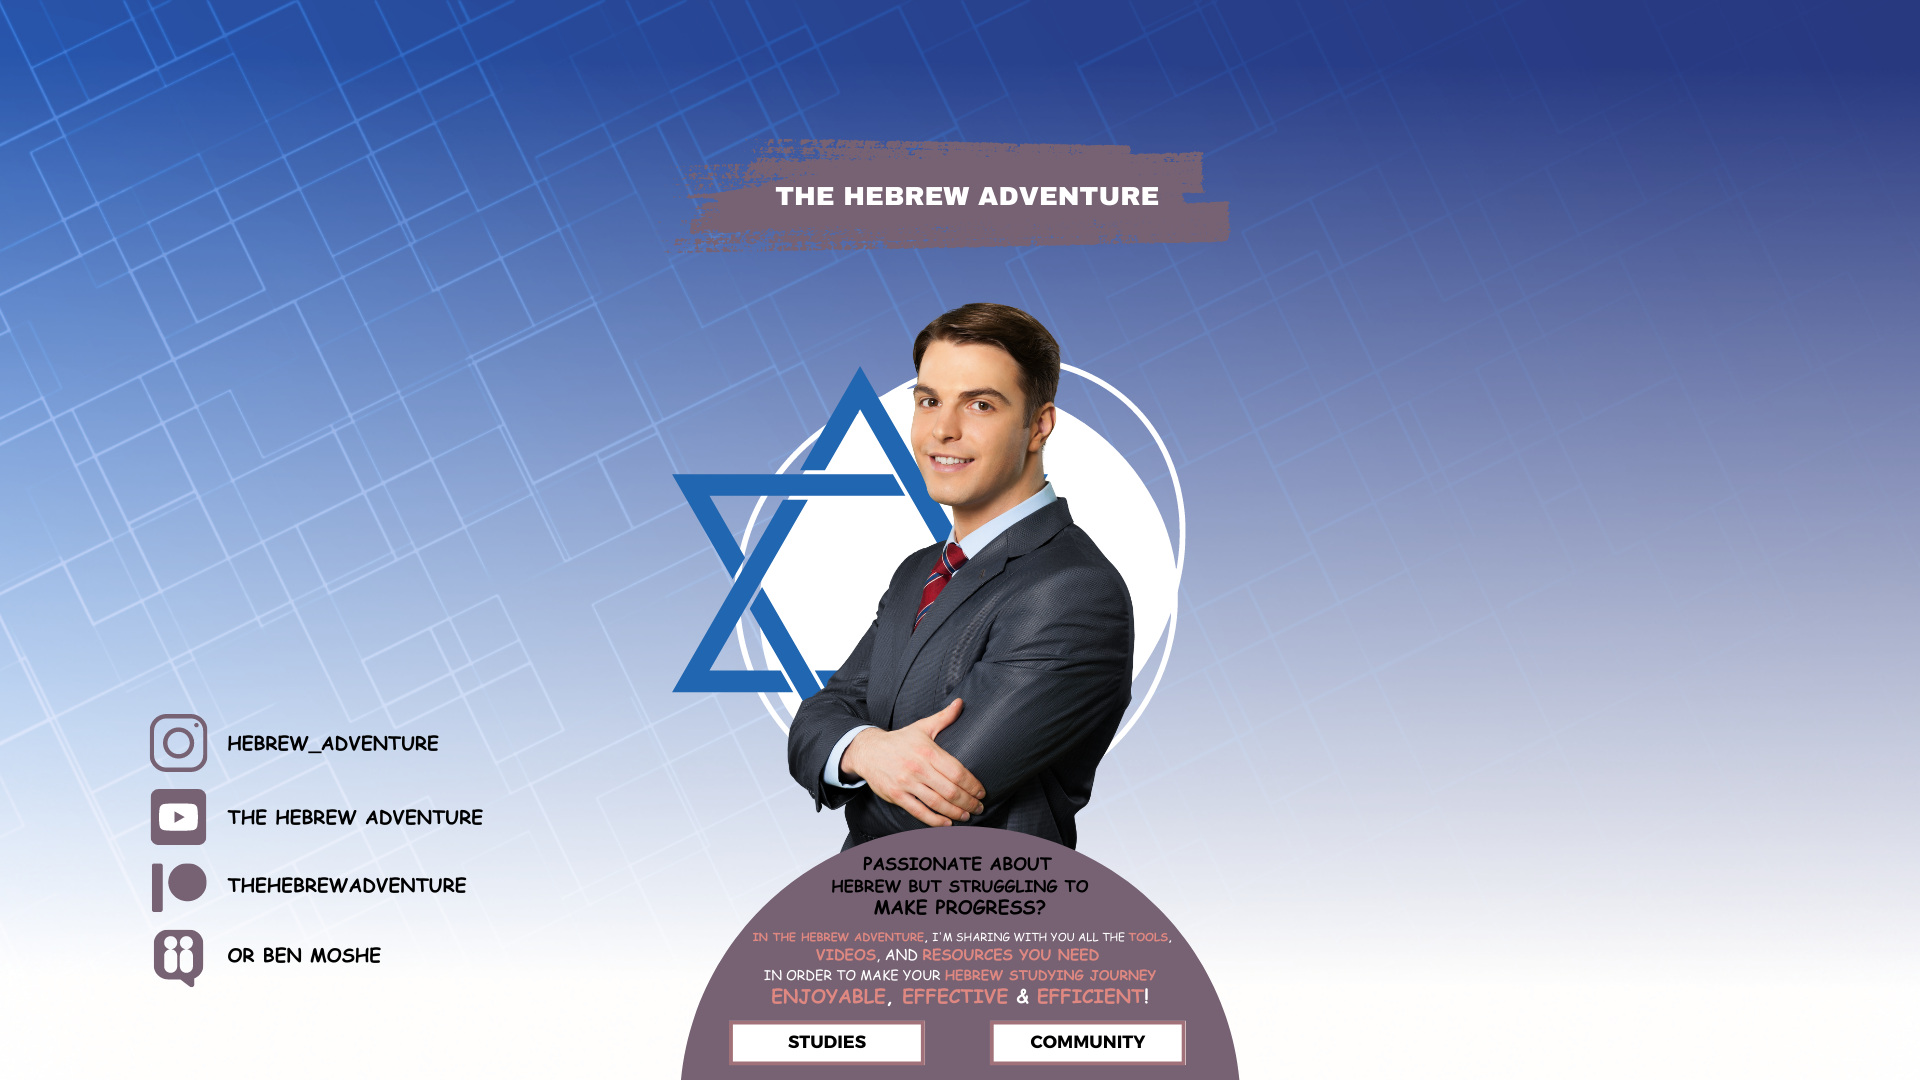 THE HEBREW ADVENTURE
HEBREW_ADVENTURE
THE HEBREW ADVENTURE
THEHEBREWADVENTURE
OR BEN MOSHE
PASSIONATE ABOUT
HEBREW BUT STRUGGLING TO
MAKE PROGRESS?
IN THE HEBREW ADVENTURE, I'M SHARING WITH YOU ALL THE TOOLS,
VIDEOS, AND RESOURCES YOU NEED
IN ORDER TO MAKE YOUR HEBREW STUDYING JOURNEY
ENJOYABLE, EFFECTIVE & EFFICIENT!
STUDIES
COMMUNITY